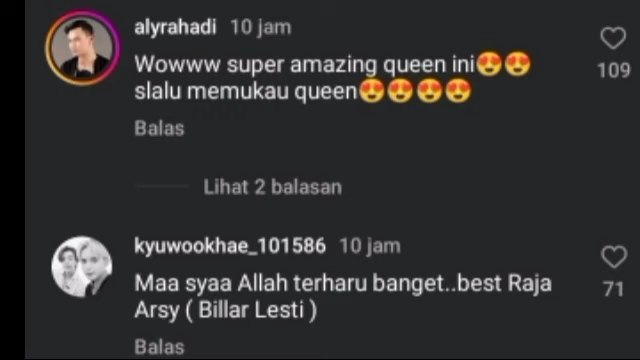 alyrahadi 10 jam
Wowww super amazing queen ini😍😍
slalu memukau queen😍😍😍😍
109
Balas
Lihat 2 balasan
kyuwookhae_101586 10 jam
Maa syaa Allah terharu banget..best Raja
Arsy ( Billar Lesti )
71
Balas